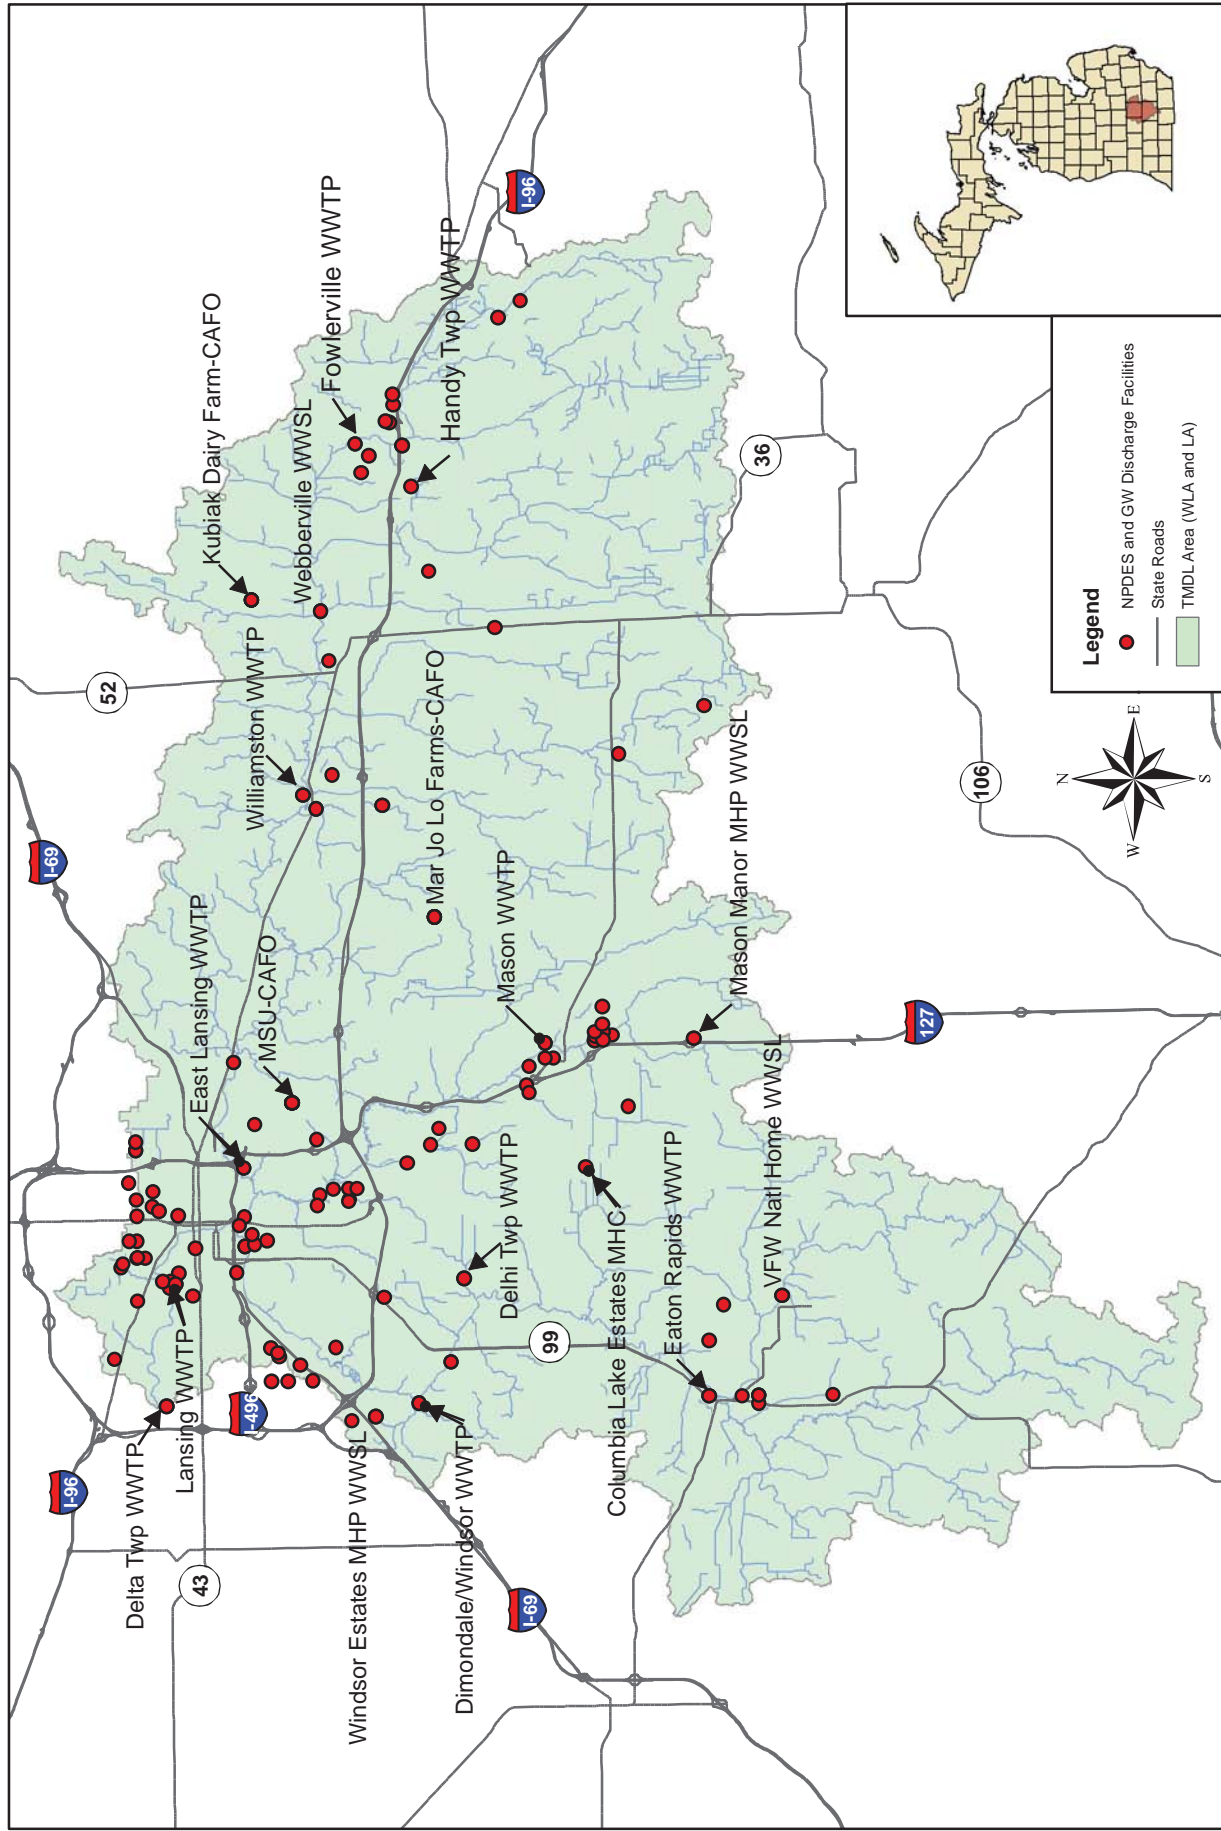 I-69
52
Kubiak Dairy Farm-CAFO
Fowlerville WWTP
Webberville WWSL
Williamston WWTP
I-96
Handy Twp WWTP
East Lansing WWTP
MSU-CAFO
Mar Jo Lo Farms-CAFO
I-96
Delta Twp WWTP
Lansing WWTP
I-496
43
Mason WWTP
36
Windsor Estates MHP WWSL
Dimondale/Windsor WWTP
Delhi Twp WWTP
I-69
99
Columbia Lake Estates MHC
Eaton Rapids WWTP
Mason Manor MHP WWSL
VFW Natl Home WWSL
127
106
N
W
E
S
Legend
NPDES and GW Discharge Facilities
State Roads
TMDL Area (WLA and LA)